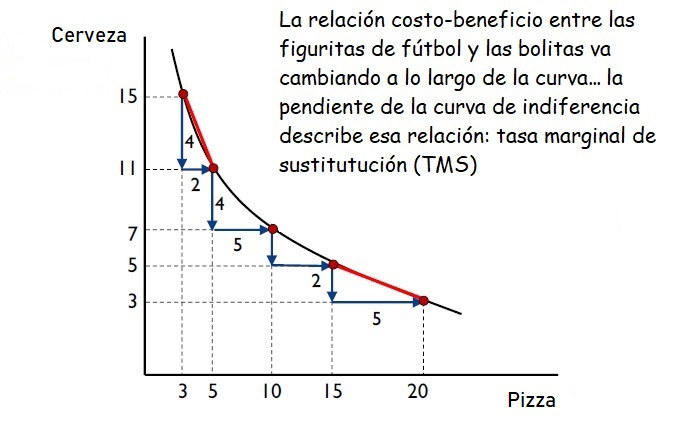 Cerveza
La relación costo-beneficio entre las
figuritas de fútbol y las bolitas va
cambiando a lo largo de la curva... la
pendiente de la curva de indiferencia
describe esa relación: tasa marginal de
sustitutución (TMS)
15
4
11
2
4
7
5
5
2
3
5
3 5 10 15 20
Pizza